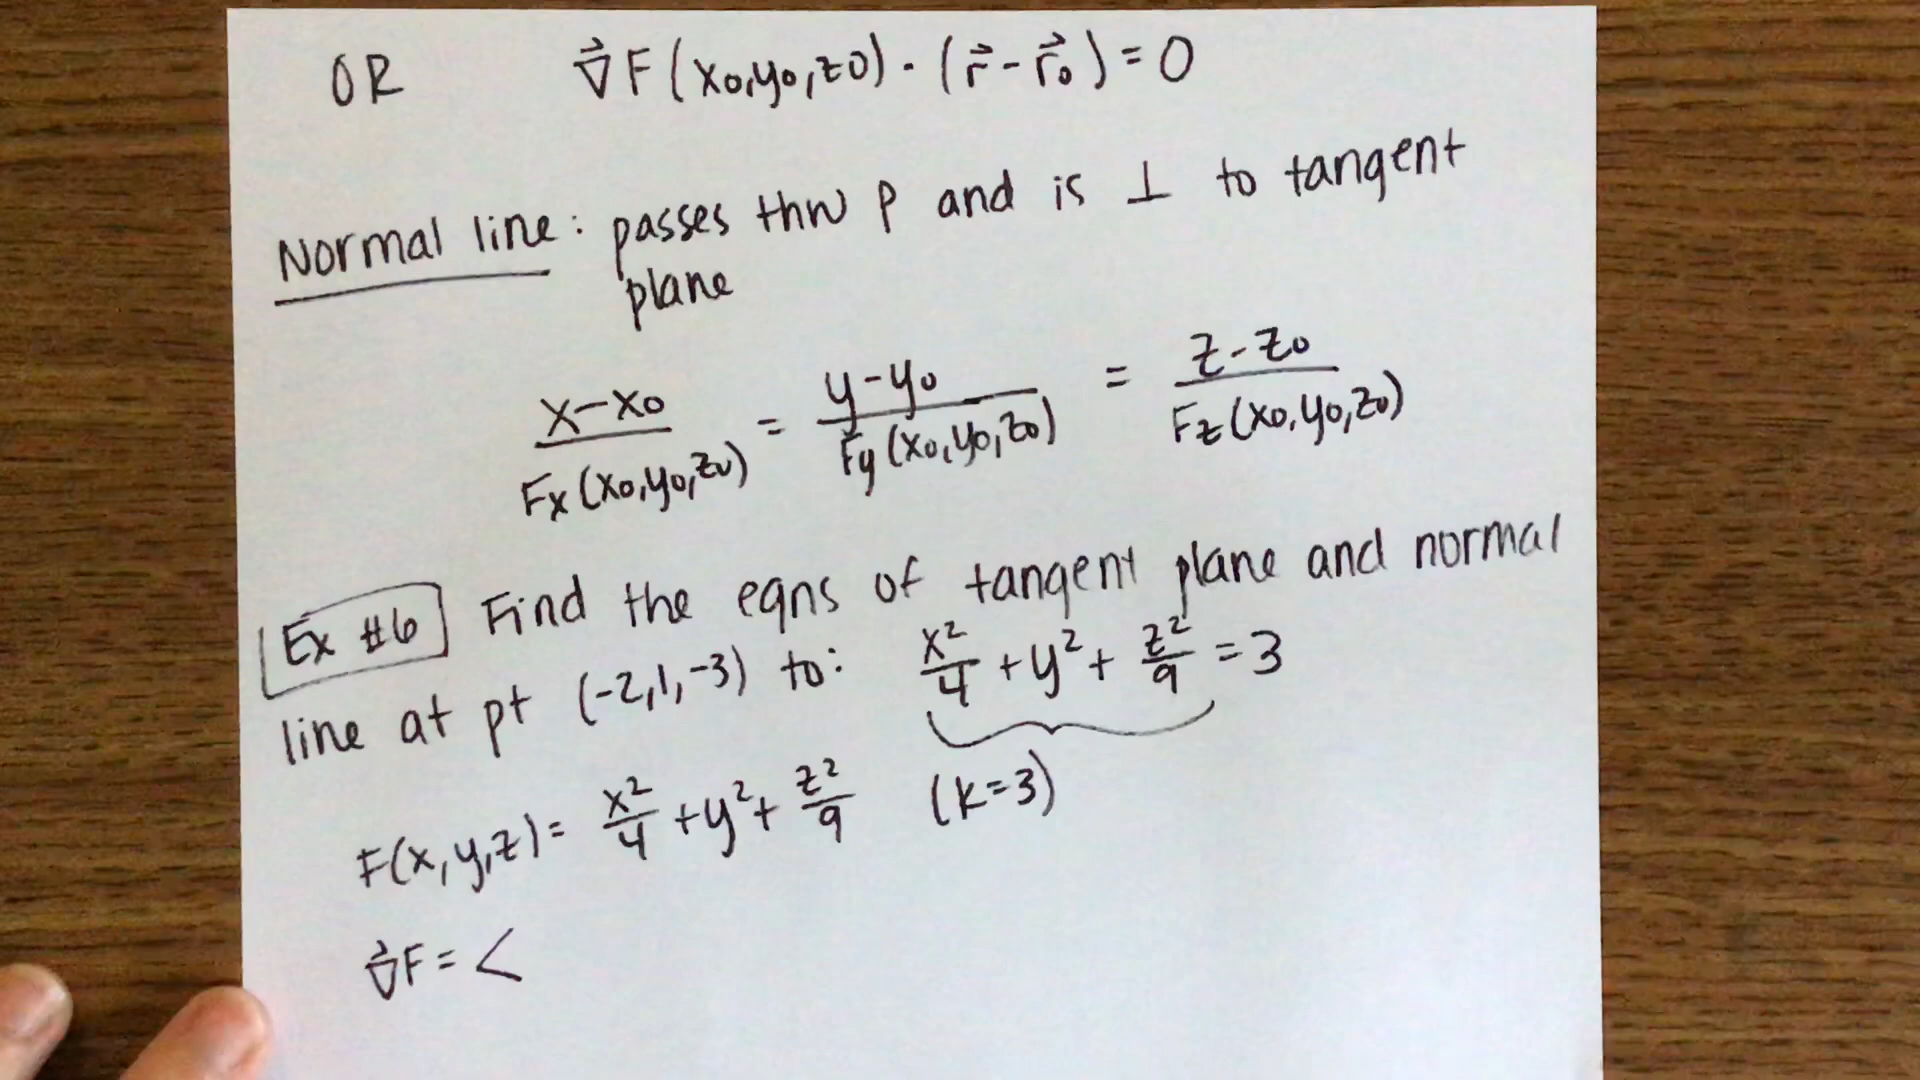 OR ∇⃗F(x₀,y₀,z₀) · (r⃗ - r⃗₀) = 0
Normal line: passes thru P and is ⊥ to tangent
plane
(x-x₀)/(Fx(x₀,y₀,z₀)) = (y-y₀)/(Fy(x₀,y₀,z₀)) = (z-z₀)/(Fz(x₀,y₀,z₀))
Ex #6 Find the eqns of tangent plane and normal
line at pt (-2,1,-3) to: x²/4 + y² + z²/9 = 3
F(x,y,z) = x²/4 + y² + z²/9 (k=3)
∇⃗F = <